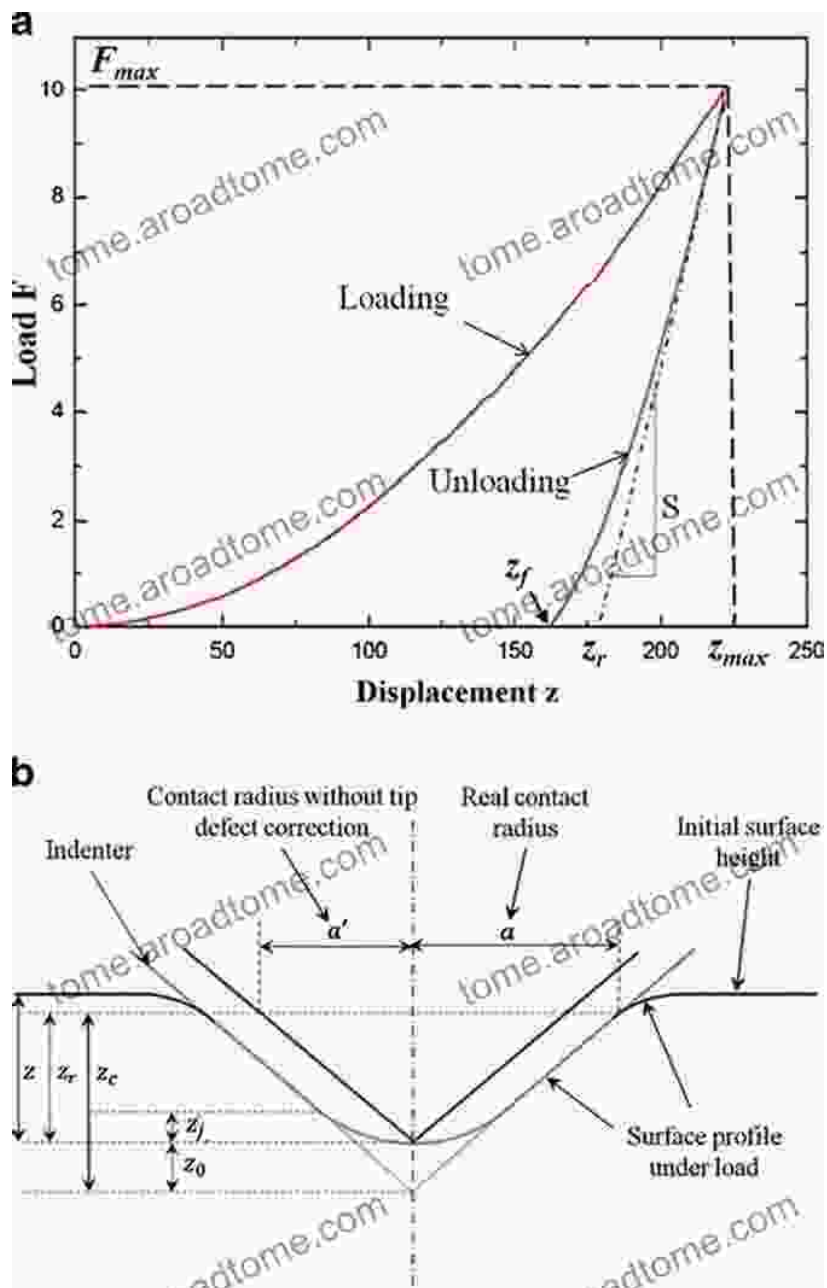 a
F_max
10
8
6
4
2
0
Load F
Loading
Unloading
S
z_f
0
50
100
150
z_r
200
z_max
250
Displacement z
b
Contact radius without tip
defect correction
Real contact
radius
Initial surface
height
Indenter
a'
a
z
z_r
z_c
z_j
z_0
Surface profile
under load
tome.aroadtome.com
tome.aroadtome.com
tome.aroadtome.com
tome.aroadtome.com
tome.aroadtome.com
tome.aroadtome.com